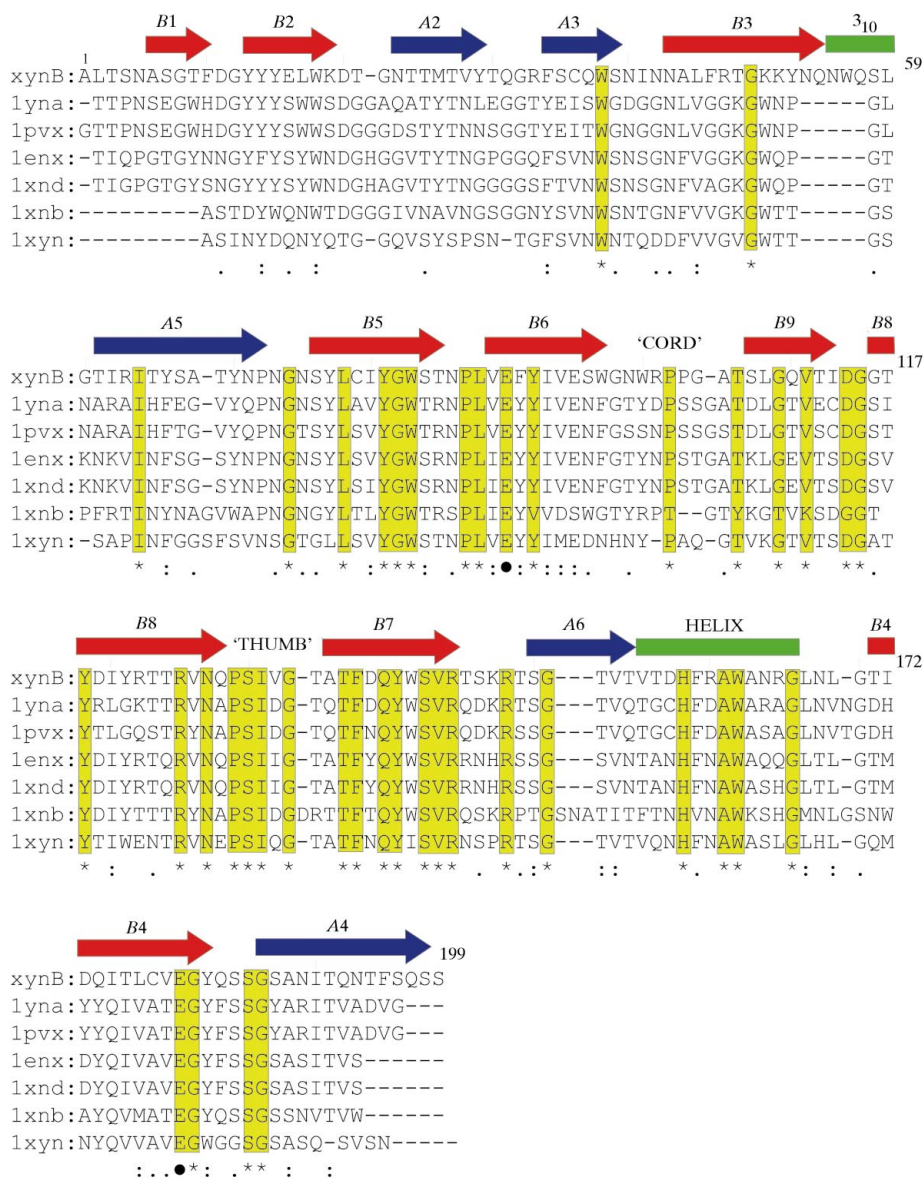 B1 B2 A2 A3 B3 3₁₀
1 59
xynB:ALTSNASGTFDGYYYELWKDT-GNTTMTVYTQGRFSCQWSNINNALFRTGKKYNQNWQSL
1yna:-TTPNSEGWHDGYYYSWWSDGGAQATYTNLEGGTYEISWGDGGNLVGGKGWNP-----GL
1pvx:GTTPNSEGWHDGYYYSWWSDGGGDSTYTNNSGGTYEITWGNGGNLVGGKGWNP-----GL
1enx:-TIQPGTGYNNGYFYSYWNDGHGGVTYTNGPGGQFSVNWSNSGNFVGGKGWQP-----GT
1xnd:-TIGPGTGYSNGYYYSYWNDGHAGVTYTNGGGGSFTVNWSNSGNFVAGKGWQP-----GT
1xnb:---------ASTDYWQNWTDGGGIVNAVNGSGGNYSVNWSNTGNFVVGKGWTT-----GS
1xyn:---------ASINYDQNYQTG-GQVSYSPSN-TGFSVNWNTQDDFVVGVGWTT-----GS
. : . : . : * . . . : * .
A5 B5 B6 ‘CORD’ B9 B8
117
xynB:GTIRITYSA-TYNPNGNSYLCIYGWSTNPLVEFYIVESWGNWRPPG-ATSLGQVTIDGGT
1yna:NARAIHFEG-VYQPNGNSYLAVYGWTRNPLVEYYIVENFGTYDPSSGATDLGTVECDGSI
1pvx:NARAIHFTG-VYQPNGTSYLSVYGWTRNPLVEYYIVENFGSSNPSSGSTDLGTVSCDGST
1enx:KNKVINFSG-SYNPNGNSYLSVYGWSRNPLIEYYIVENFGTYNPSTGATKLGEVTSDGSV
1xnd:KNKVINFSG-SYNPNGNSYLSIYGWSRNPLIEYYIVENFGTYNPSTGATKLGEVTSDGSV
1xnb:PFRTINYNAGVWAPNGNGYLTLYGWTRSPLIEYYVVDSWGTYRPT-GTYKGTVKSDGGT
1xyn:-SAPINFGGSFSVNSGTGLLSVYGWSTNPLVEYYIMEDNHNY-PAQ-GTVKGTVTSDGAT
* : . . * . . * : * * * : . * * : ● : * : : : . . * * . * * * * .
B8 ‘THUMB’ B7 A6 HELIX B4
172
xynB:YDIYRTTRVNQPSIVG-TATFDQYWSVRTSKRTSG---TVTVTDHFRAWANRGLNL-GTI
1yna:YRLGKTTRVNAPSIDG-TQTFDQYWSVRQDKRTSG---TVQTGCHFDAWARAGLNVNGDH
1pvx:YTLGQSTRYNAPSIDG-TQTFNQYWSVRQDKRSSG---TVQTGCHFDAWASAGLNVTGDH
1enx:YDIYRTQRVNQPSIIG-TATFYQYWSVRRNHRSSG---SVNTANHFNAWAQQGLTLGTM
1xnd:YDIYRTQRVNQPSIIG-TATFYQYWSVRRNHRSSG---SVNTANHFNAWASHGLTL-GTM
1xnb:YDIYTTTRYNAPSIDGDRTTFTQYWSVRQSKRPTGSNATITFTNHVNAWKSHGMNLGSNW
1xyn:YTIWENTRVNEPSIQG-TATFNQYISVRNSPRTSG---TVTVQNHFNAWASLGLHL-GQM
* : . * * * * * * * * * * * * * . * . : * : : * . * * * : : . .
B4 A4
199
xynB:DQITLCVEGYQSSGSANITQNTFSQSS
1yna:YYQIVATEGYFSSGYARITVADVG---
1pvx:YYQIVATEGYFSSGYARITVADVG---
1enx:DYQIVAVEGYFSSGSASITVS------
1xnd:DYQIVAVEGYFSSGSASITVS------
1xnb:AYQVMATEGYQSSGSSNVTVW------
1xyn:NYQVVAVEGWGGSGSASQ-SVSN-----
: . . ● * : . * * : :